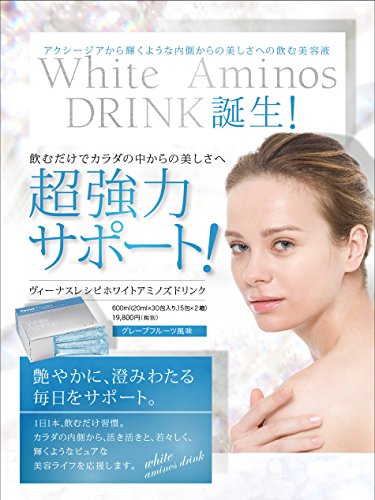 アクシージアから輝くような内側からの美しさへの飲む美容液
White Aminos
DRINK誕生!
飲むだけでカラダの中からの美しさへ
超強力
サポート!
ヴィーナスレシピホワイトアミノズドリンク
600ml(20ml×30包入り,15包×2箱)
19,800円(税別)
グレープフルーツ風味
艶やかに、澄みわたる
毎日をサポート。
1日1本、飲むだけ習慣。
カラダの内側から、活き活きと、若々しく、
輝くようなピュアな
美容ライフを応援します。
white
aminos drink